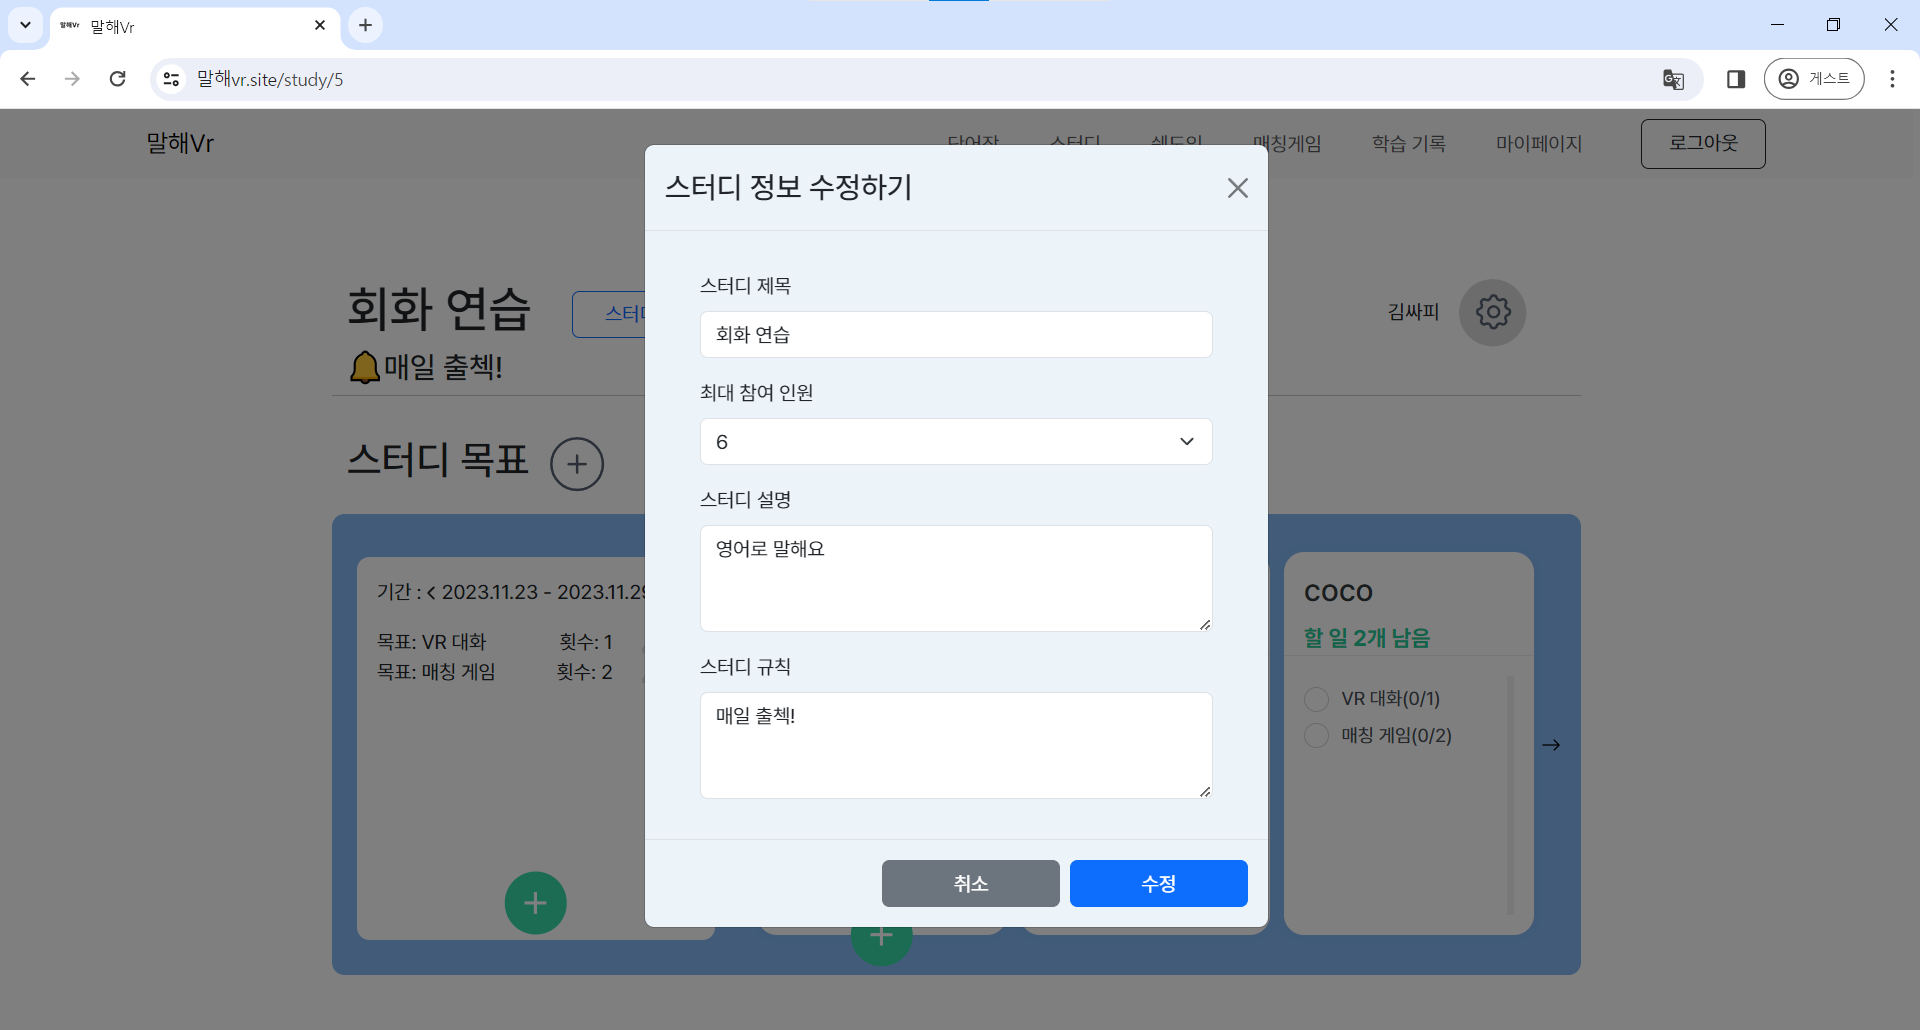 말해Vr
말해vr.site/study/5
게스트
말해Vr
단어장 스터디 쉐도잉 매칭게임 학습 기록 마이페이지 로그아웃
스터디 정보 수정하기
스터디 제목
회화 연습
최대 참여 인원
6
스터디 설명
영어로 말해요
스터디 규칙
매일 출첵!
취소 수정
회화 연습
김싸피
🔔매일 출첵!
스터디 목표
기간 : < 2023.11.23 - 2023.11.29
목표: VR 대화 횟수: 1
목표: 매칭 게임 횟수: 2
coco
할 일 2개 남음
VR 대화(0/1)
매칭 게임(0/2)